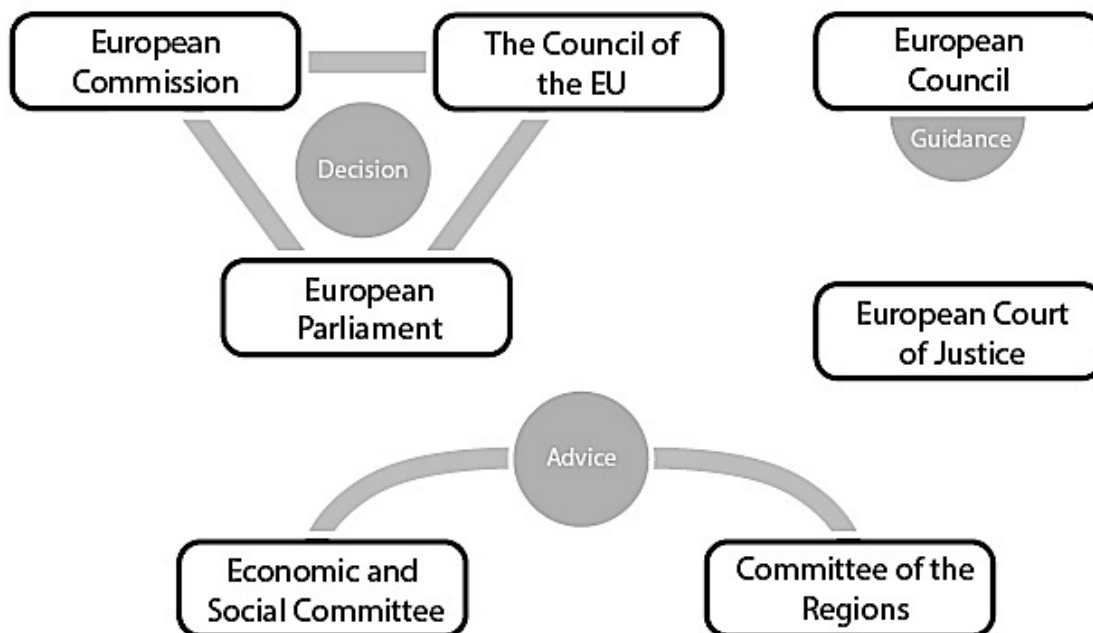 European
Commission
The Council of
the EU
European
Council
Decision
Guidance
European
Parliament
European Court
of Justice
Advice
Economic and
Social Committee
Committee of the
Regions